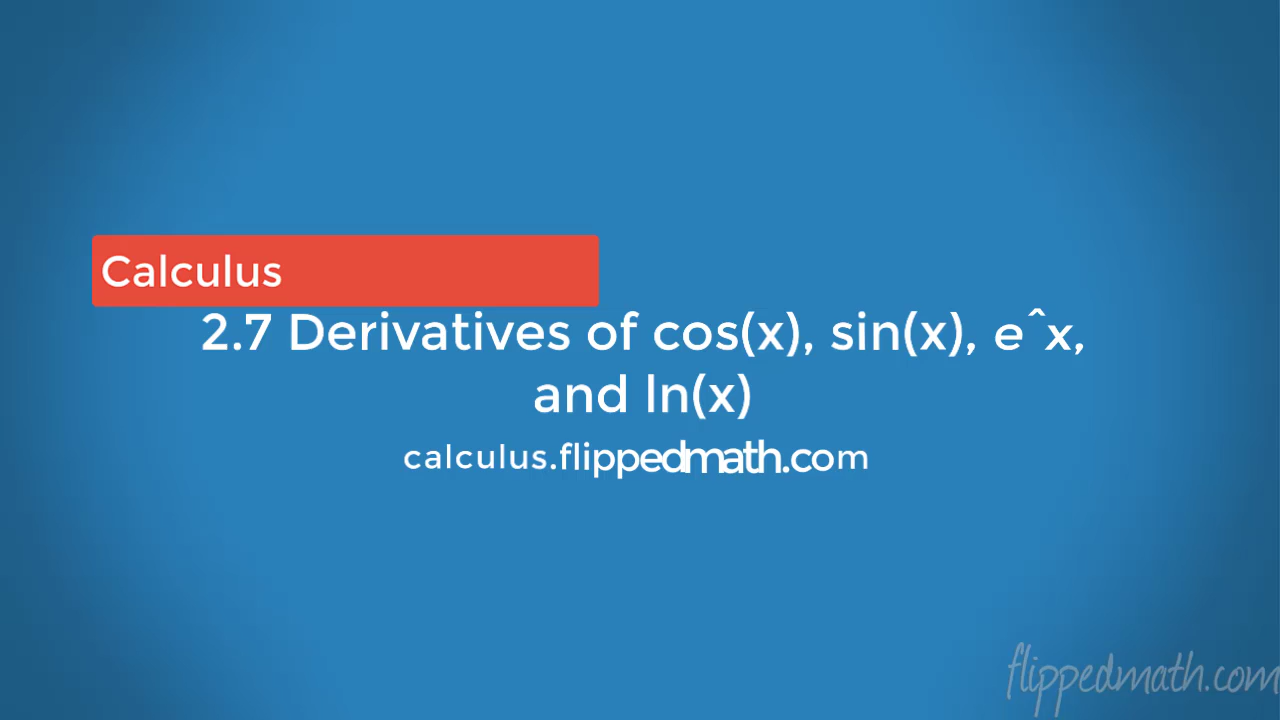 Calculus
2.7 Derivatives of cos(x), sin(x), e^x,
and ln(x)
calculus.flippedmath.com
flippedmath.com